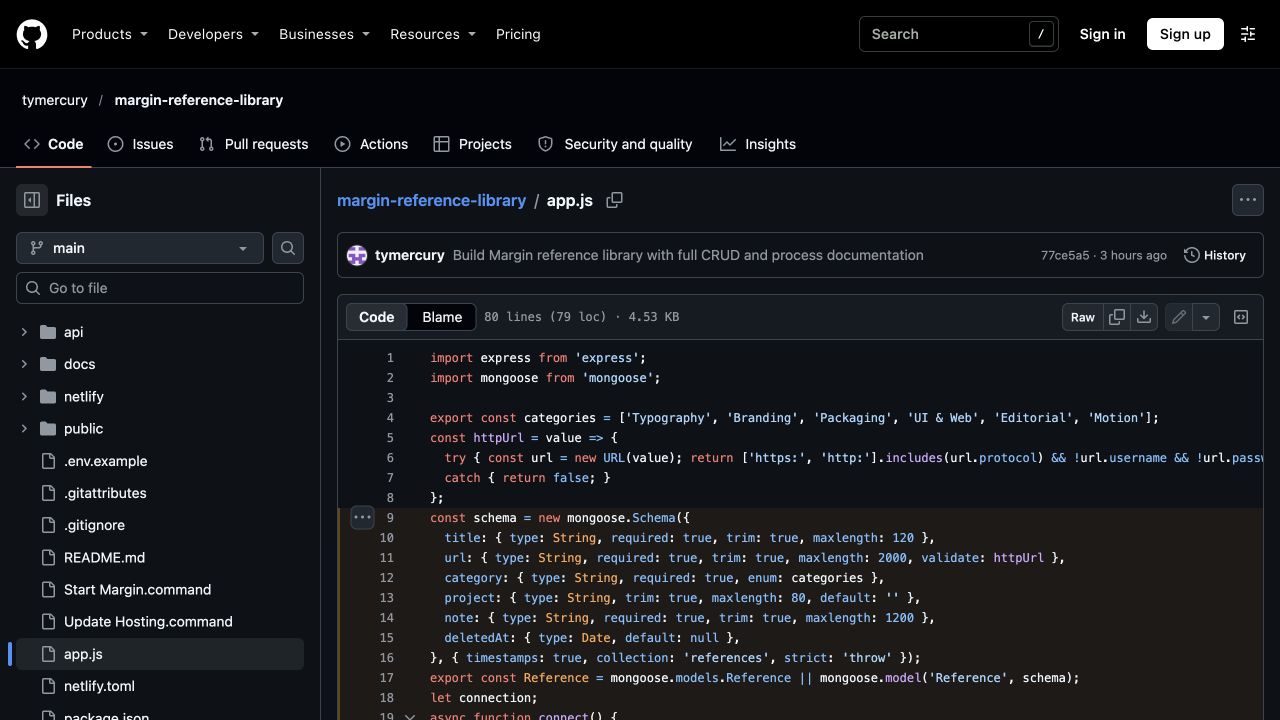 Products
Developers
Businesses
Resources
Pricing
Search
/
Sign in
Sign up
tymercury / margin-reference-library
Code
Issues
Pull requests
Actions
Projects
Security and quality
Insights
Files
main
Go to file
api
docs
netlify
public
.env.example
.gitattributes
.gitignore
README.md
Start Margin.command
Update Hosting.command
app.js
netlify.toml
package.json
margin-reference-library / app.js
tymercury Build Margin reference library with full CRUD and process documentation
77ce5a5 · 3 hours ago
History
Code
Blame
80 lines (79 loc) · 4.53 KB
Raw
1 import express from 'express';
2 import mongoose from 'mongoose';
3
4 export const categories = ['Typography', 'Branding', 'Packaging', 'UI & Web', 'Editorial', 'Motion'];
5 const httpUrl = value => {
6 try { const url = new URL(value); return ['https:', 'http:'].includes(url.protocol) && !url.username && !url.passw
7 catch { return false; }
8 };
9 const schema = new mongoose.Schema({
10 title: { type: String, required: true, trim: true, maxlength: 120 },
11 url: { type: String, required: true, trim: true, maxlength: 2000, validate: httpUrl },
12 category: { type: String, required: true, enum: categories },
13 project: { type: String, trim: true, maxlength: 80, default: '' },
14 note: { type: String, required: true, trim: true, maxlength: 1200 },
15 deletedAt: { type: Date, default: null },
16 }, { timestamps: true, collection: 'references', strict: 'throw' });
17 export const Reference = mongoose.models.Reference || mongoose.model('Reference', schema);
18 let connection;
19 async function connect() {